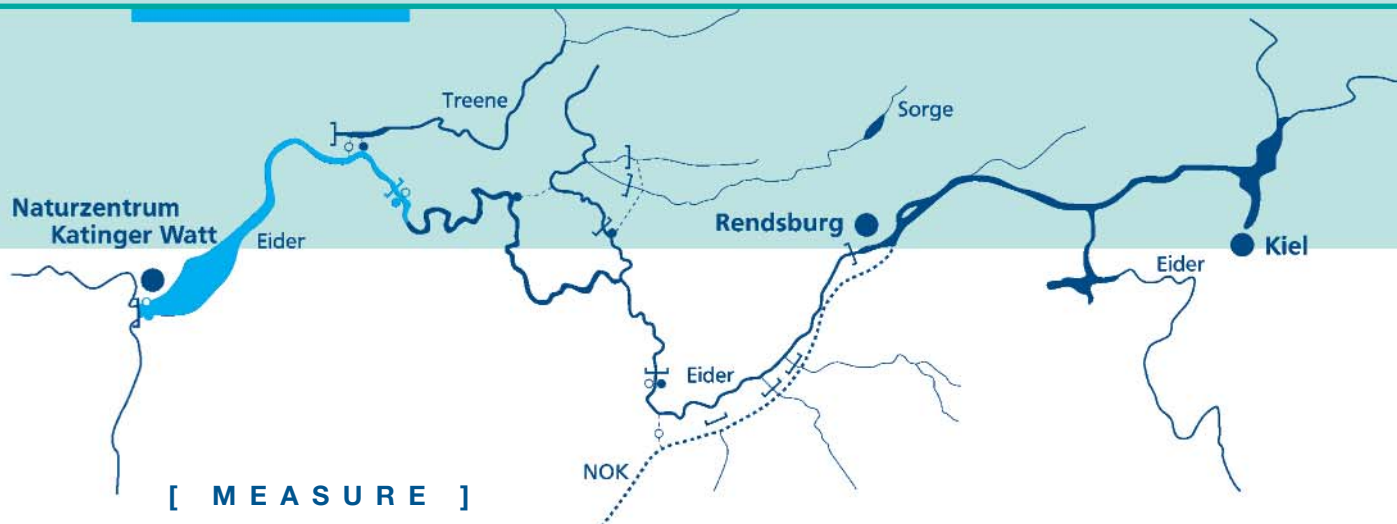 Treene
Sorge
Naturzentrum
Katinger Watt
Eider
Rendsburg
Kiel
Eider
Eider
NOK
[ MEASURE ]